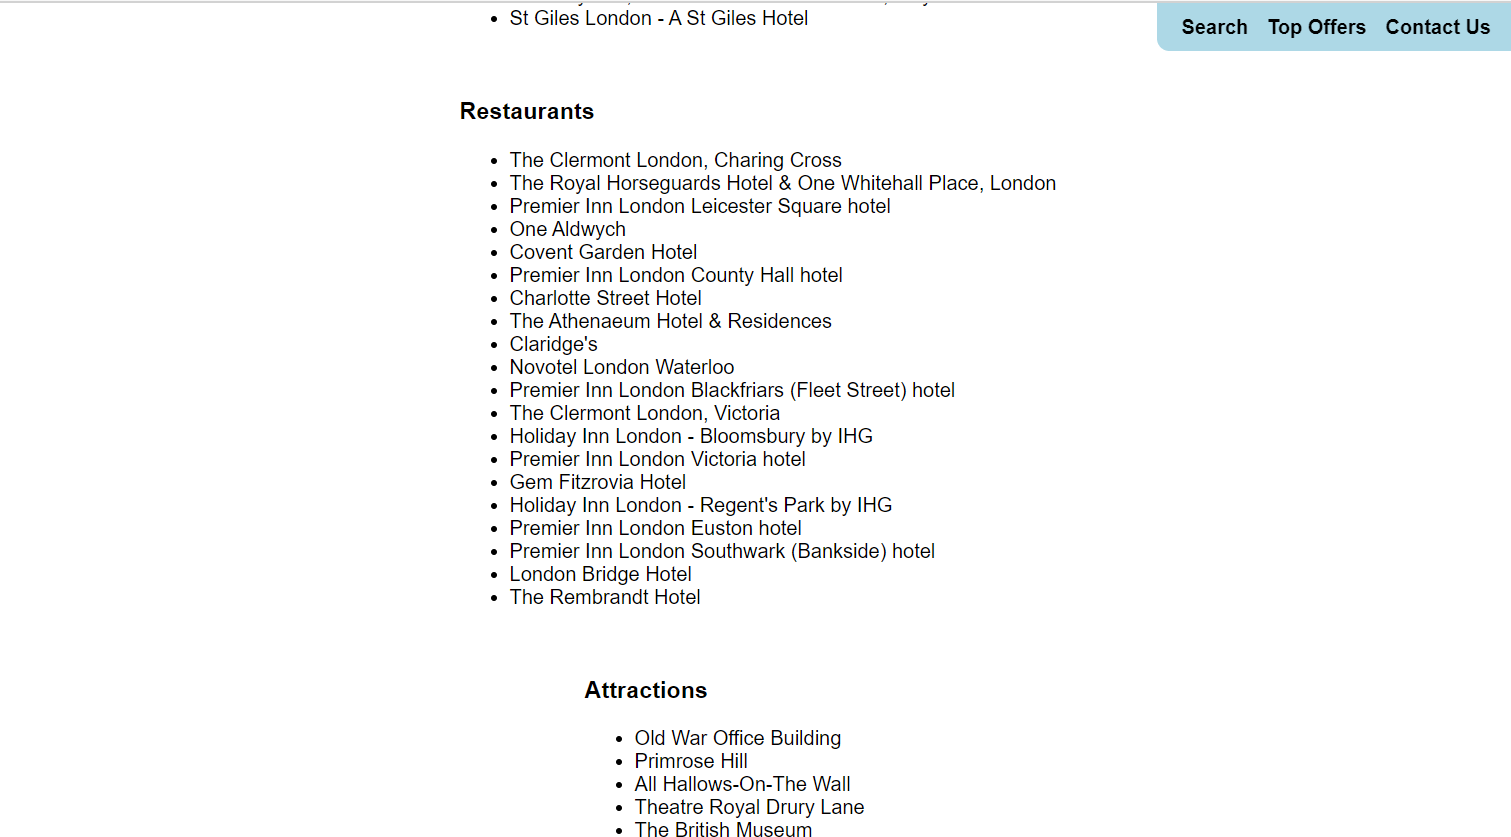 St Giles London - A St Giles Hotel
Search Top Offers Contact Us
Restaurants
The Clermont London, Charing Cross
The Royal Horseguards Hotel & One Whitehall Place, London
Premier Inn London Leicester Square hotel
One Aldwych
Covent Garden Hotel
Premier Inn London County Hall hotel
Charlotte Street Hotel
The Athenaeum Hotel & Residences
Claridge's
Novotel London Waterloo
Premier Inn London Blackfriars (Fleet Street) hotel
The Clermont London, Victoria
Holiday Inn London - Bloomsbury by IHG
Premier Inn London Victoria hotel
Gem Fitzrovia Hotel
Holiday Inn London - Regent's Park by IHG
Premier Inn London Euston hotel
Premier Inn London Southwark (Bankside) hotel
London Bridge Hotel
The Rembrandt Hotel
Attractions
Old War Office Building
Primrose Hill
All Hallows-On-The Wall
Theatre Royal Drury Lane
The British Museum